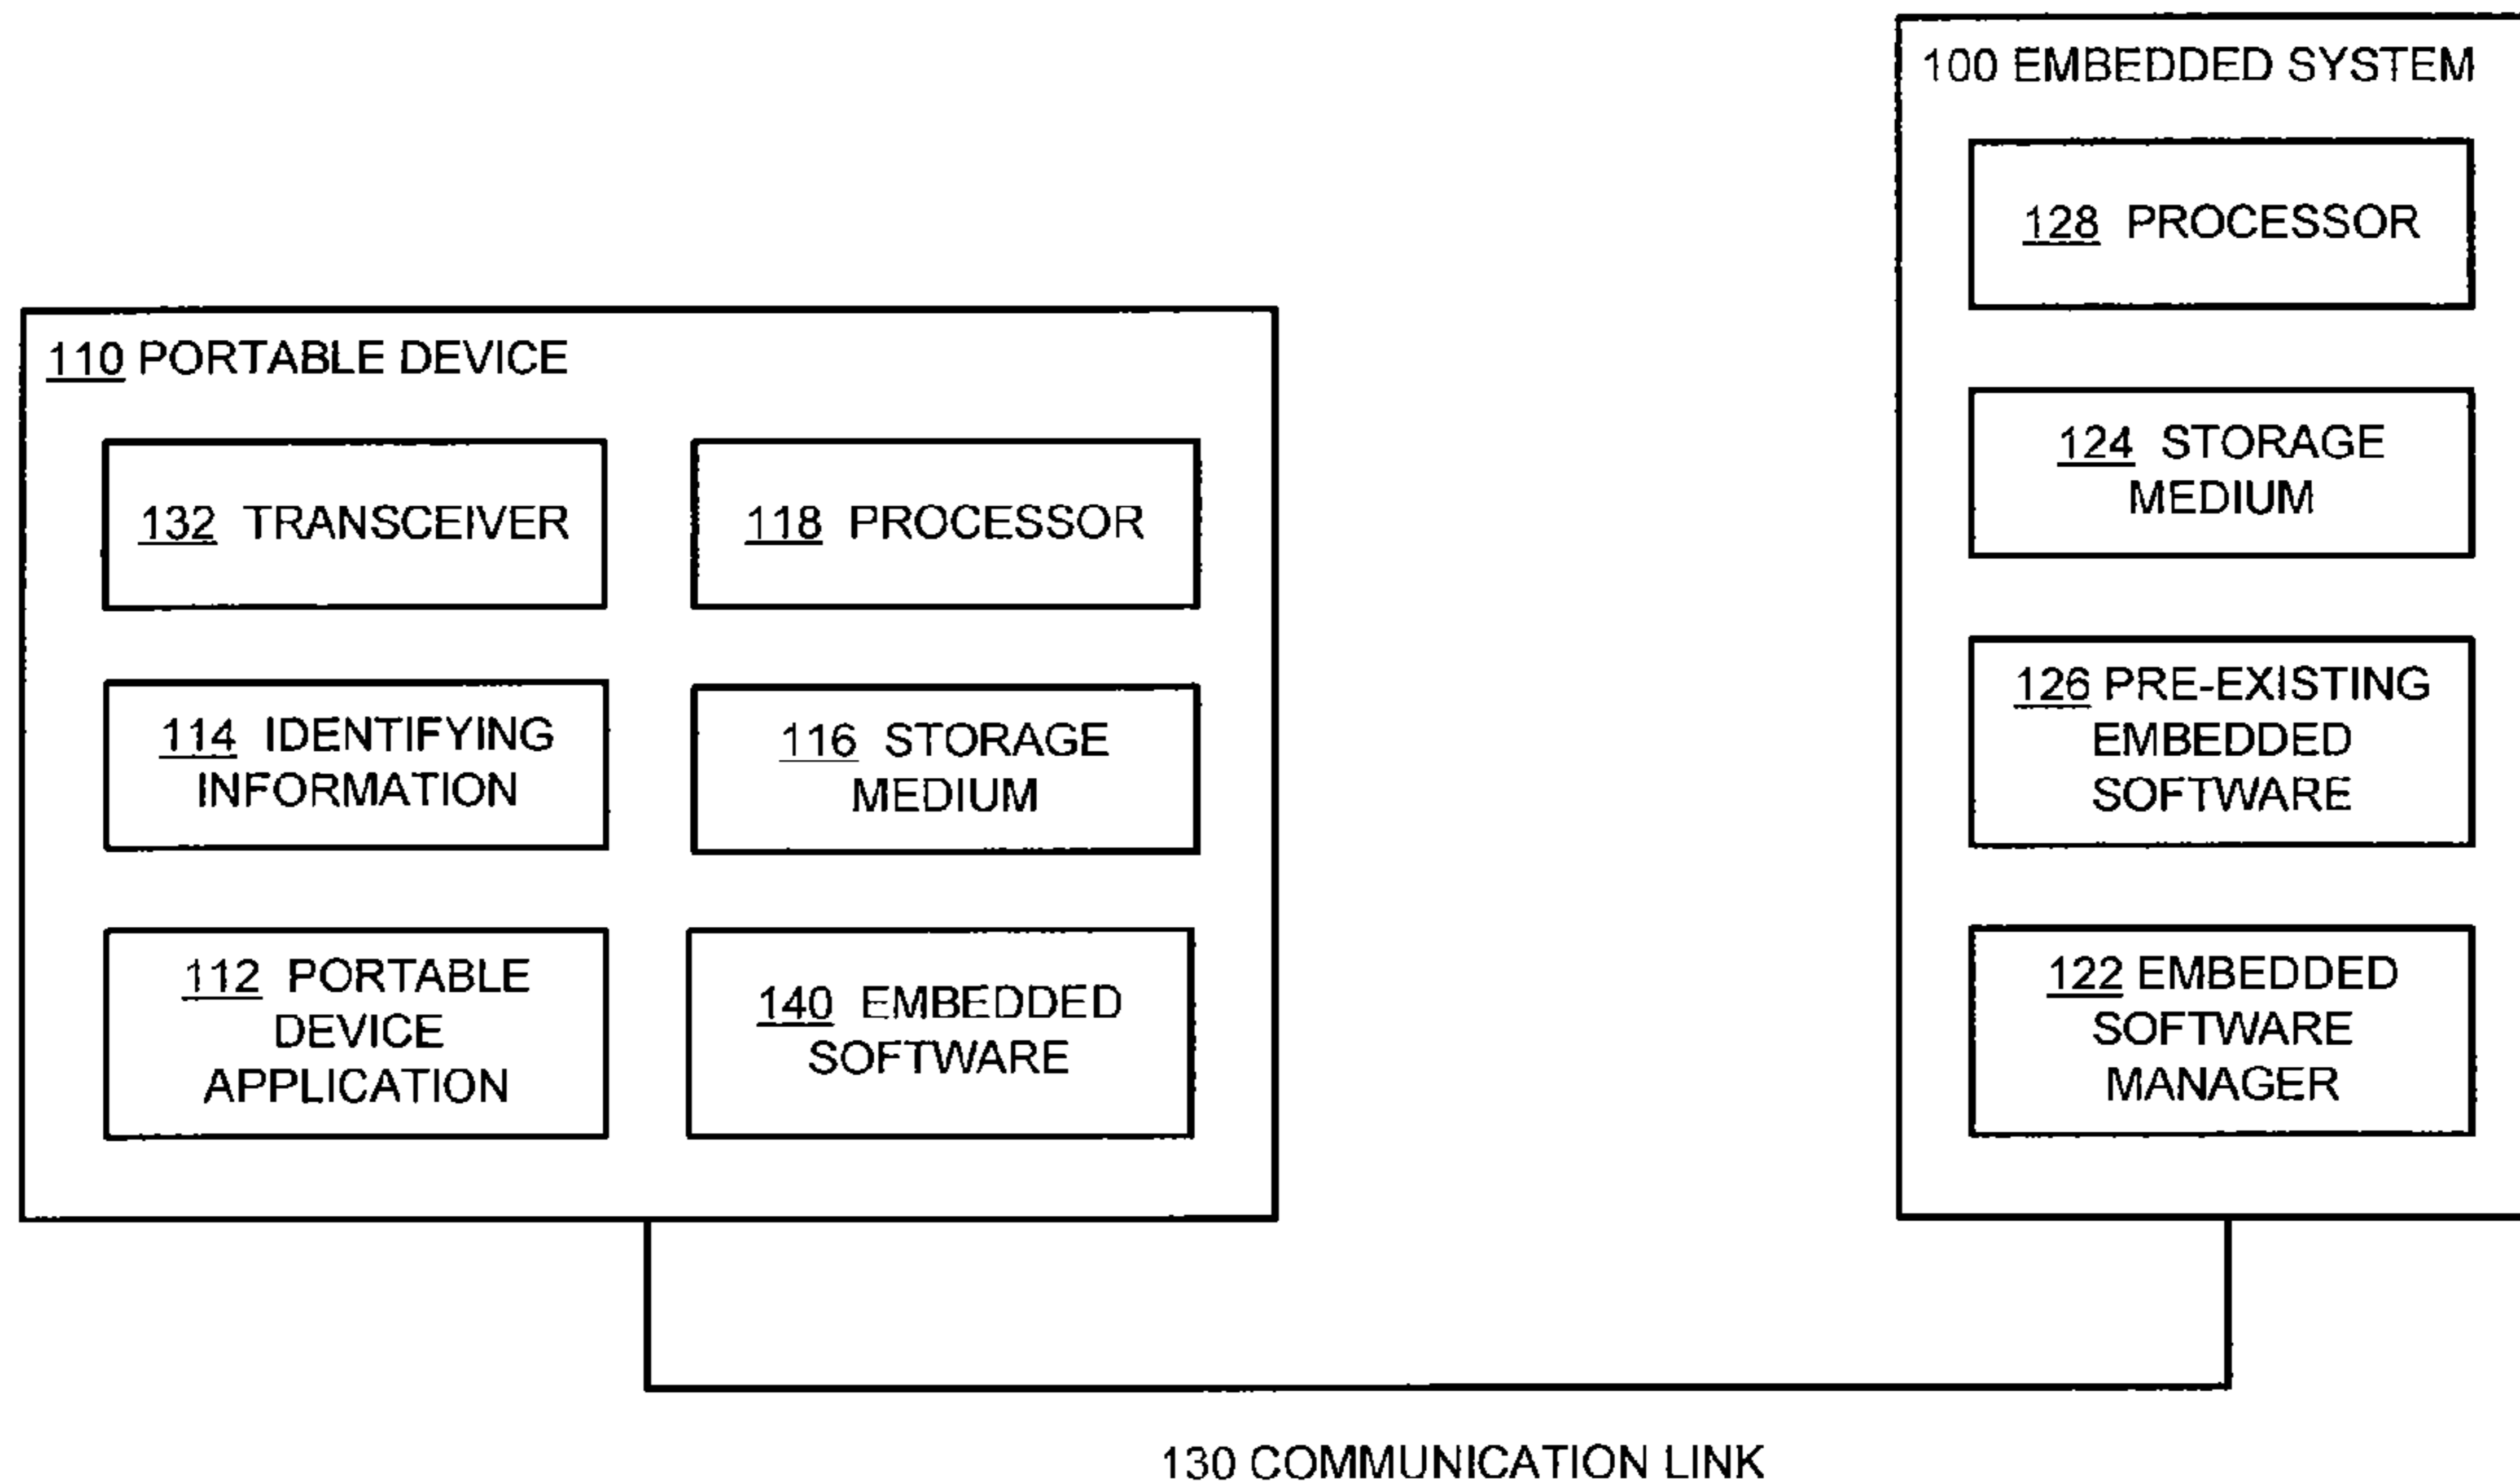 100 EMBEDDED SYSTEM
128 PROCESSOR
124 STORAGE
MEDIUM
126 PRE-EXISTING
EMBEDDED
SOFTWARE
122 EMBEDDED
SOFTWARE
MANAGER
110 PORTABLE DEVICE
132 TRANSCEIVER
118 PROCESSOR
114 IDENTIFYING
INFORMATION
116 STORAGE
MEDIUM
112 PORTABLE
DEVICE
APPLICATION
140 EMBEDDED
SOFTWARE
130 COMMUNICATION LINK